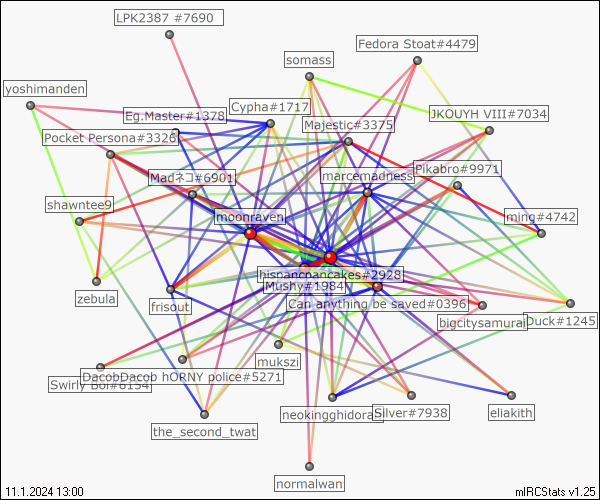 LPK2387 #7690
Fedora Stoat#4479
somass
yoshimanden
Cypha#1717
Eg.Master#1378
JKOUYH VIII#7034
Majestic#3375
Pocket Persona#3326
Pikabro#9971
Madネコ#6901
marcemadness
shawntee9
moonraven
ming#4742
hispancpancakes#2928
Mushy#1984
zebula
frisout
Can anything be saved#0396
bigcitysamurai
Duck#1245
mukszi
DacobDacob hORNY police#5271
Swirly Boi#6154
neokingghidorah
Silver#7938
eliakith
the_second_twat
normalwan
11.1.2024 13:00
mIRCStats v1.25